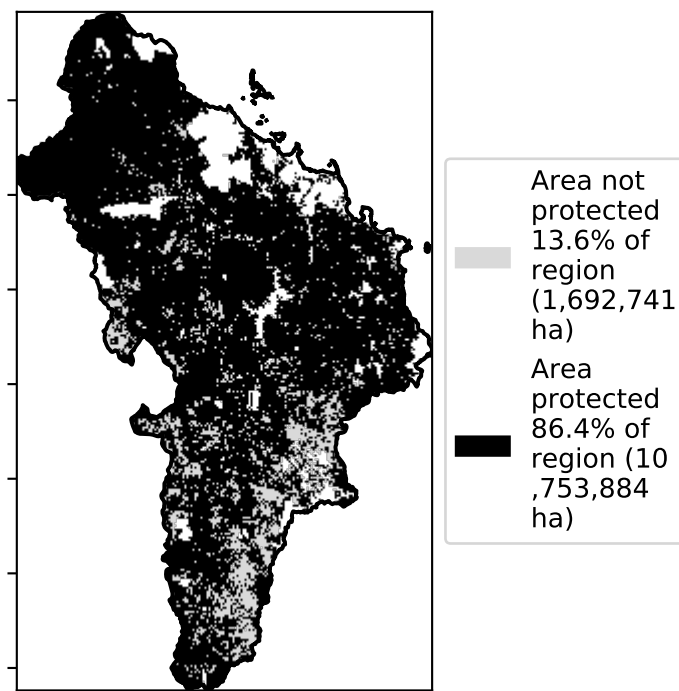 Area not
protected
13.6% of
region
(1,692,741
ha)
Area
protected
86.4% of
region (10
,753,884
ha)